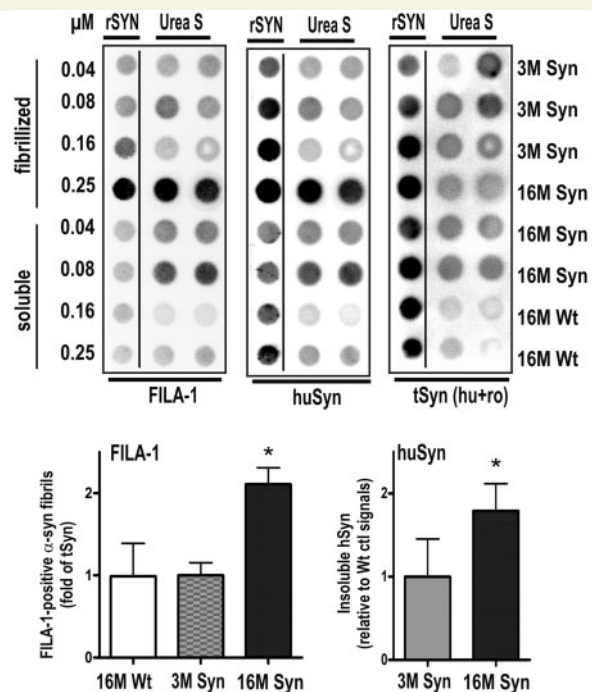 µM rSYN Urea S rSYN Urea S rSYN Urea S
fibrillized
0.04 3M Syn
0.08 3M Syn
0.16 3M Syn
0.25 16M Syn
soluble
0.04 16M Syn
0.08 16M Syn
0.16 16M Wt
0.25 16M Wt
FILA-1 huSyn tSyn (hu+ro)
FILA-1
FILA-1-positive α-syn fibrils
(fold of tSyn)
2
1
0
*
16M Wt 3M Syn 16M Syn
huSyn
Insoluble hSyn
(relative to Wt ctl signals)
2
1
0
*
3M Syn 16M Syn